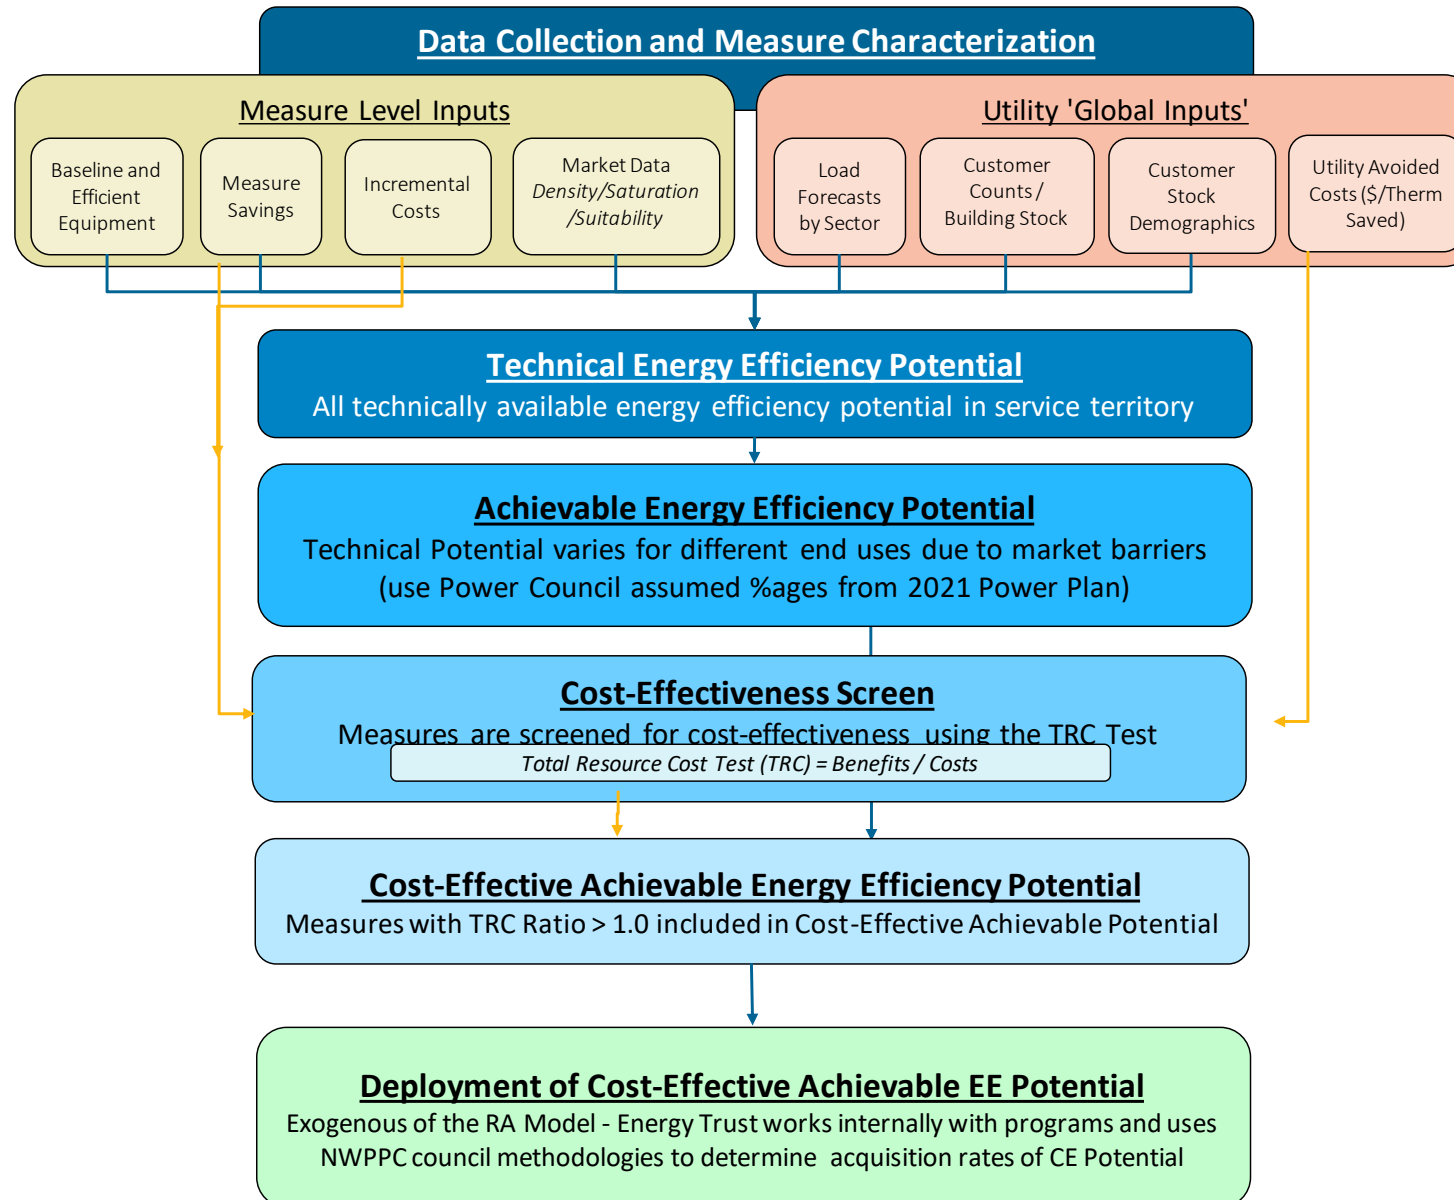 Data Collection and Measure Characterization
Measure Level Inputs
Baseline and
Efficient
Equipment
Measure
Savings
Incremental
Costs
Market Data
Density/Saturation
/Suitability
Utility 'Global Inputs'
Load
Forecasts
by Sector
Customer
Counts /
Building Stock
Customer
Stock
Demographics
Utility Avoided
Costs ($/Therm
Saved)
Technical Energy Efficiency Potential
All technically available energy efficiency potential in service territory
Achievable Energy Efficiency Potential
Technical Potential varies for different end uses due to market barriers
(use Power Council assumed %ages from 2021 Power Plan)
Cost-Effectiveness Screen
Measures are screened for cost-effectiveness using the TRC Test
Total Resource Cost Test (TRC) = Benefits / Costs
Cost-Effective Achievable Energy Efficiency Potential
Measures with TRC Ratio > 1.0 included in Cost-Effective Achievable Potential
Deployment of Cost-Effective Achievable EE Potential
Exogenous of the RA Model - Energy Trust works internally with programs and uses
NWPPC council methodologies to determine acquisition rates of CE Potential